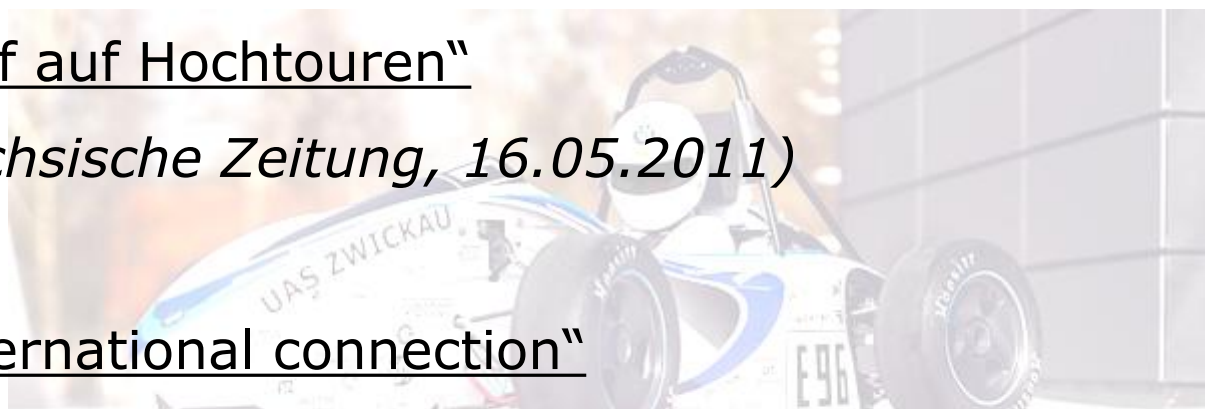 f auf Hochtouren“
chsische Zeitung, 16.05.2011)
UAS ZWICKAU
ernational connection“
E96